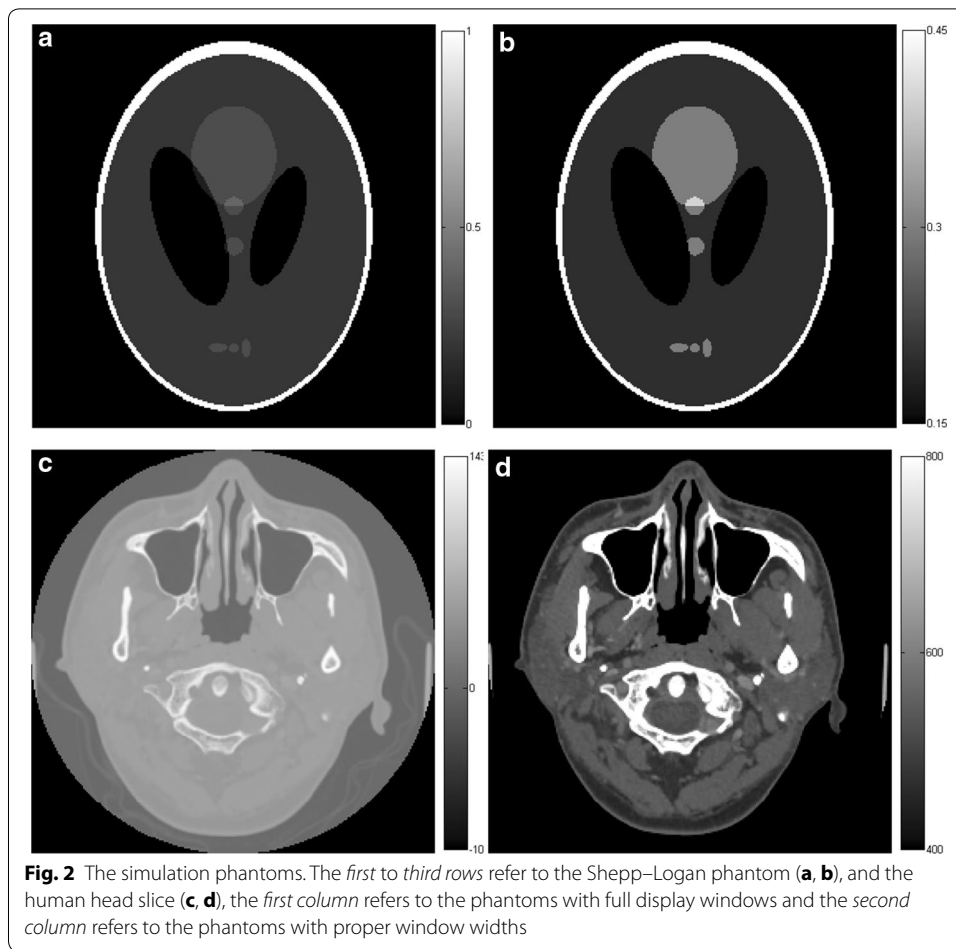 a
1
0.5
0
b
0.45
0.3
0.15
c
143
0
-10
d
800
600
400
Fig. 2 The simulation phantoms. The first to third rows refer to the Shepp–Logan phantom (a, b), and the
human head slice (c, d), the first column refers to the phantoms with full display windows and the second
column refers to the phantoms with proper window widths